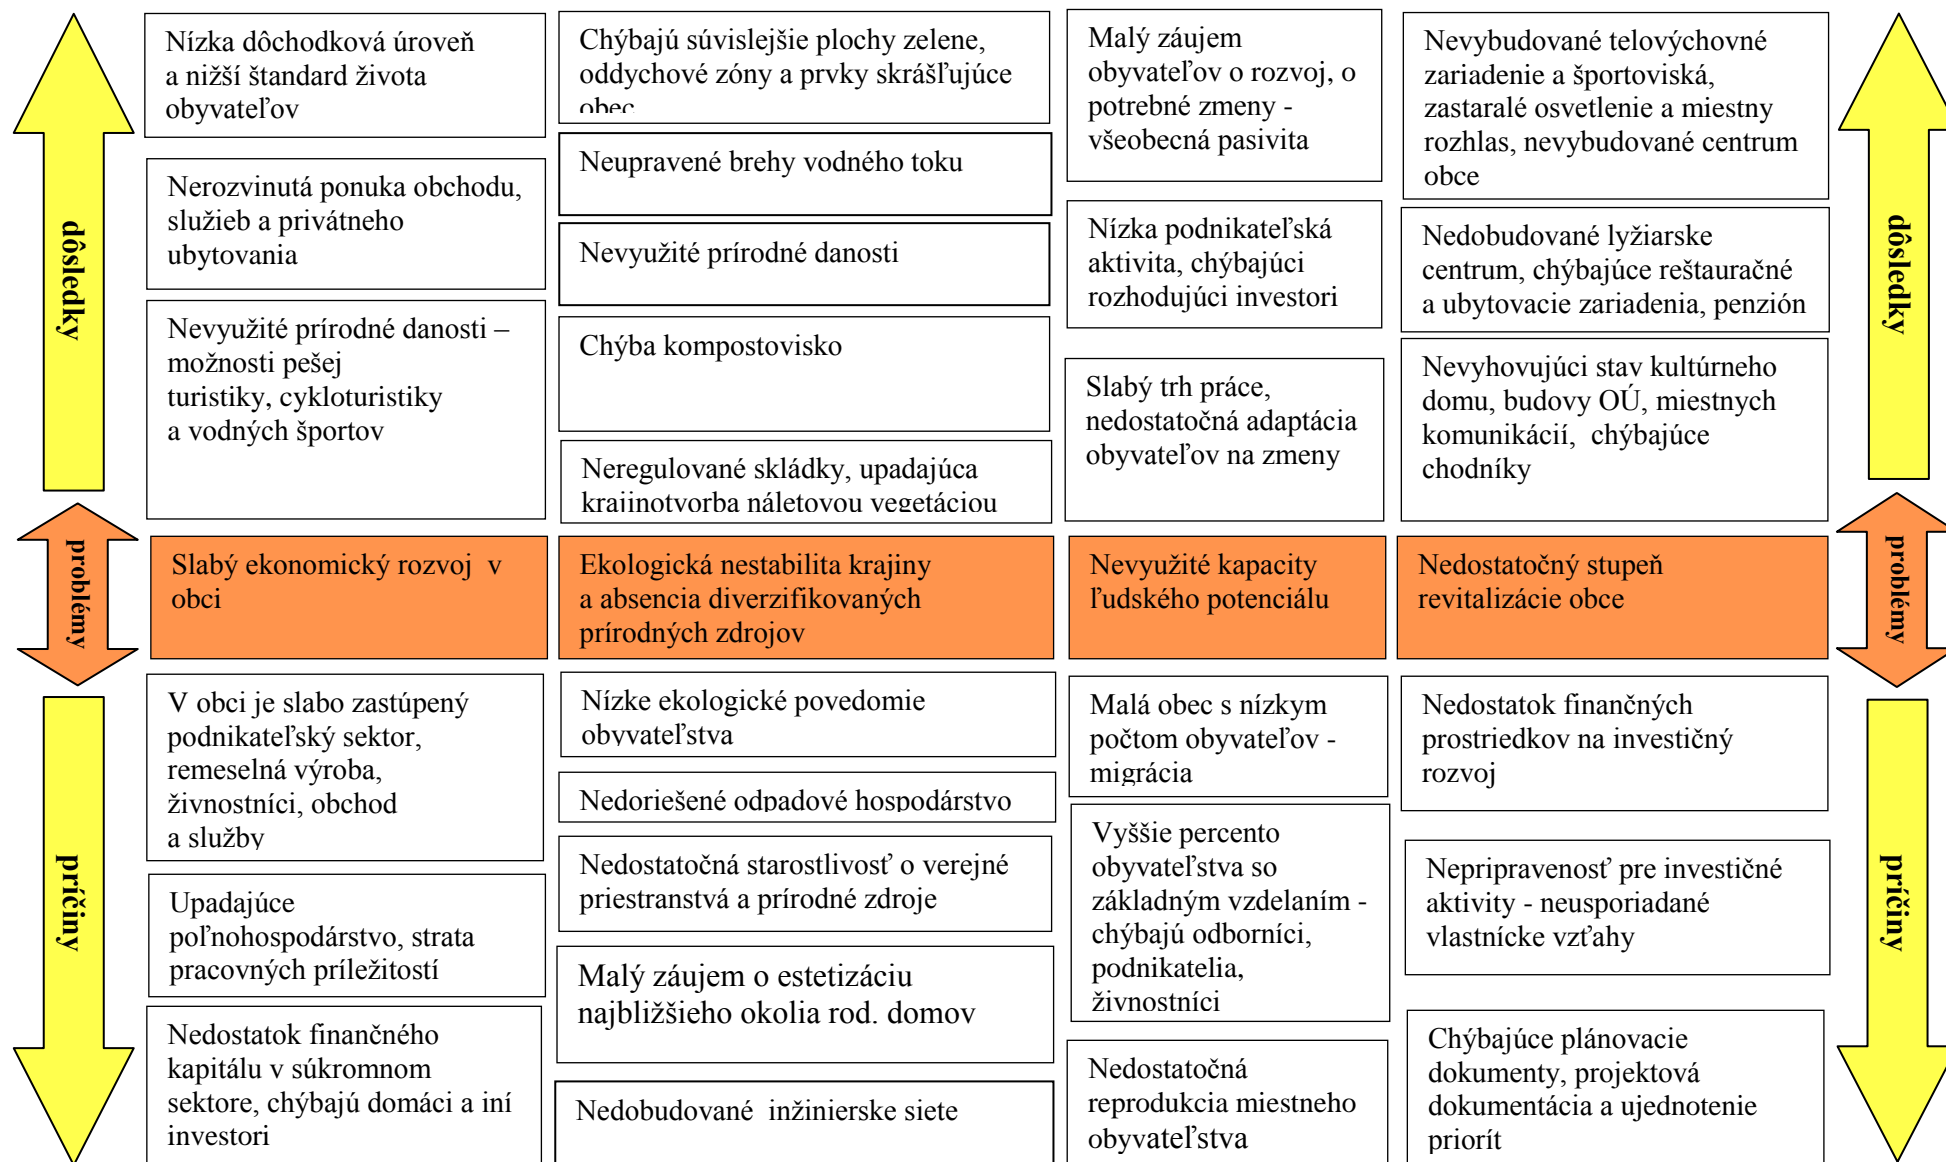 dôsledky
Nízka dôchodková úroveň
a nižší štandard života
obyvateľov
Chýbajú súvislejšie plochy zelene,
oddychové zóny a prvky skrášľujúce
obec
Malý záujem
obyvateľov o rozvoj, o
potrebné zmeny -
všeobecná pasivita
Nevybudované telovýchovné
zariadenie a športoviská,
zastaralé osvetlenie a miestny
rozhlas, nevybudované centrum
obce
dôsledky
Nerozvinutá ponuka obchodu,
služieb a privátneho
ubytovania
Neupravené brehy vodného toku
Nevyužité prírodné danosti
Nízka podnikateľská
aktivita, chýbajúci
rozhodujúci investori
Nedobudované lyžiarske
centrum, chýbajúce reštauračné
a ubytovacie zariadenia, penzión
Nevyužité prírodné danosti –
možnosti pešej
turistiky, cykloturistiky
a vodných športov
Chýba kompostovisko
Neregulované skládky, upadajúca
krajinotvorba náletovou vegetáciou
Slabý trh práce,
nedostatočná adaptácia
obyvateľov na zmeny
Nevyhovujúci stav kultúrneho
domu, budovy OÚ, miestnych
komunikácií,  chýbajúce
chodníky
problémy
Slabý ekonomický rozvoj  v
obci
Ekologická nestabilita krajiny
a absencia diverzifikovaných
prírodných zdrojov
Nevyužité kapacity
ľudského potenciálu
Nedostatočný stupeň
revitalizácie obce
problémy
príčiny
V obci je slabo zastúpený
podnikateľský sektor,
remeselná výroba,
živnostníci, obchod
a služby
Nízke ekologické povedomie
obyvateľstva
Nedoriešené odpadové hospodárstvo
Malá obec s nízkym
počtom obyvateľov -
migrácia
Nedostatok finančných
prostriedkov na investičný
rozvoj
príčiny
Upadajúce
poľnohospodárstvo, strata
pracovných príležitostí
Nedostatočná starostlivosť o verejné
priestranstvá a prírodné zdroje
Malý záujem o estetizáciu
najbližšieho okolia rod. domov
Vyššie percento
obyvateľstva so
základným vzdelaním -
chýbajú odborníci,
podnikatelia,
živnostníci
Nepripravenosť pre investičné
aktivity - neusporiadané
vlastnícke vzťahy
Nedostatok finančného
kapitálu v súkromnom
sektore, chýbajú domáci a iní
investori
Nedobudované  inžinierske siete
Nedostatočná
reprodukcia miestneho
obyvateľstva
Chýbajúce plánovacie
dokumenty, projektová
dokumentácia a ujednotenie
priorít